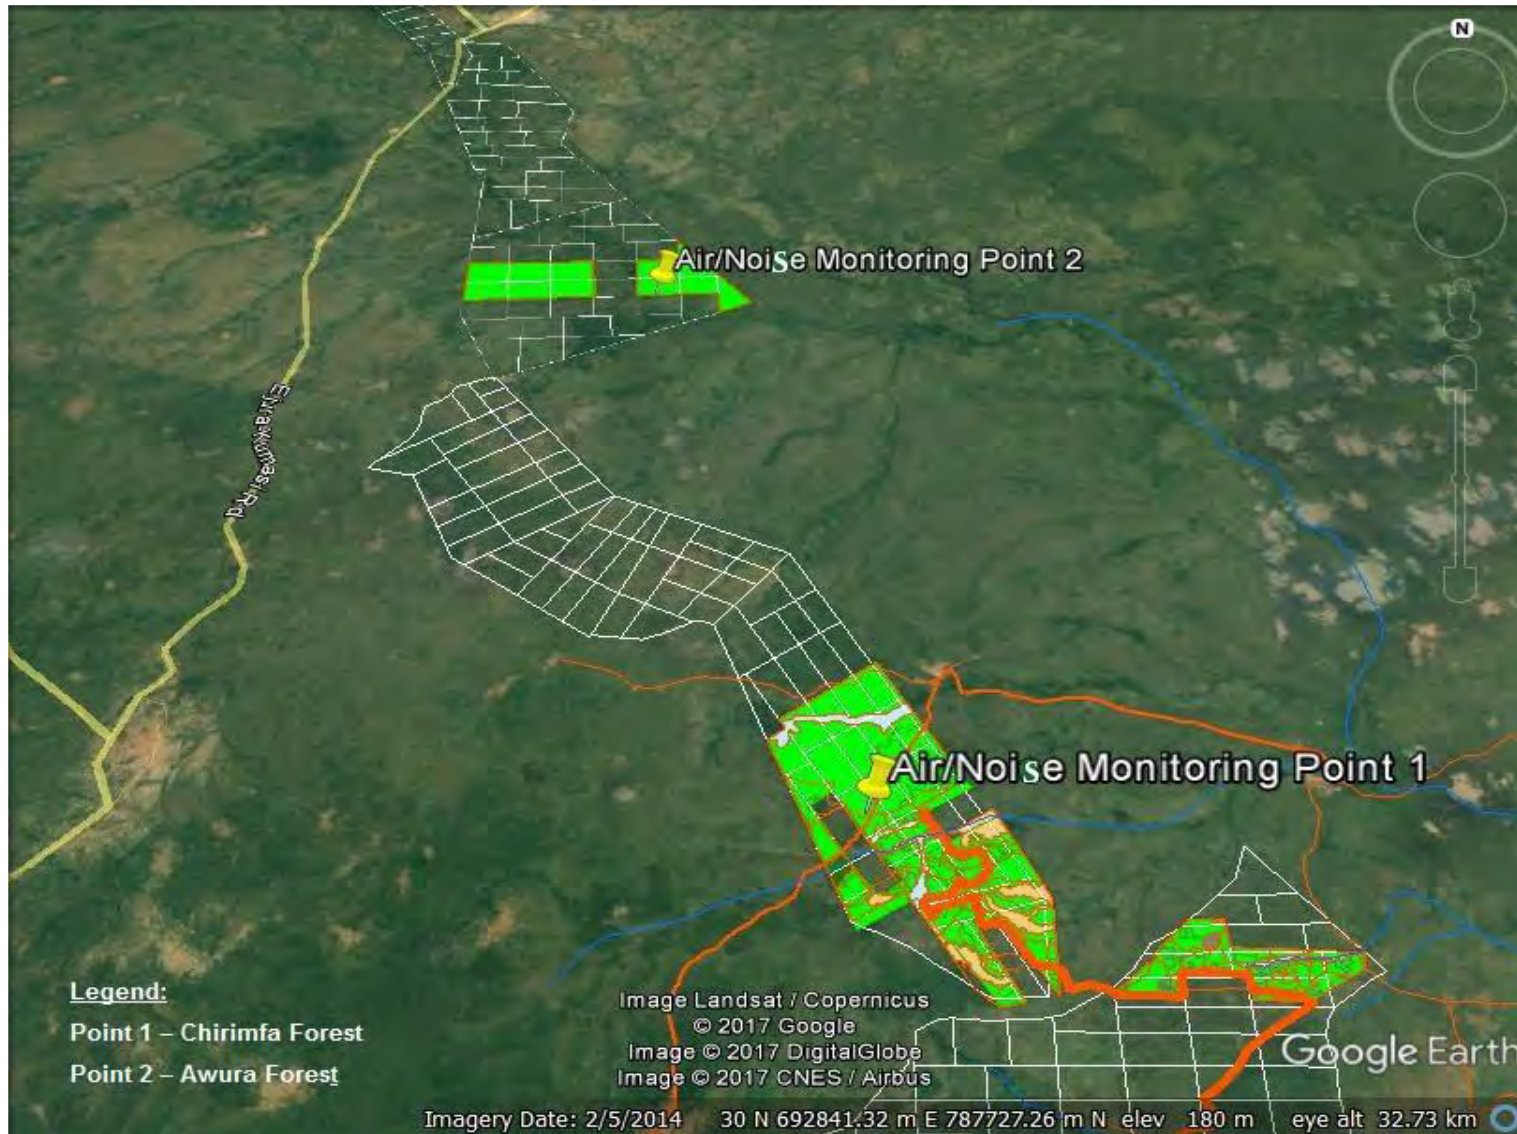 N
Air/Noise Monitoring Point 2
Ejura Kumesi Rd
Air/Noise Monitoring Point 1
Legend:
Point 1 – Chirimfa Forest
Point 2 – Awura Forest
Image Landsat / Copernicus
© 2017 Google
Image © 2017 DigitalGlobe
Image © 2017 CNES / Airbus
Google Earth
Imagery Date: 2/5/2014 30 N 692841.32 m E 787727.26 m N elev 180 m eye alt 32.73 km